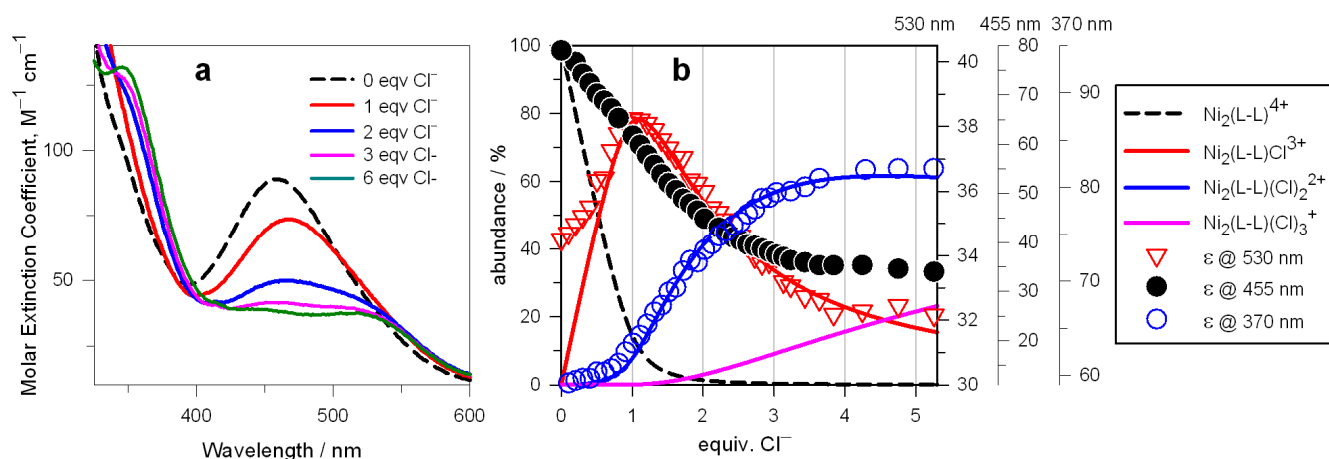 530 nm 455 nm 370 nm
a
b
Molar Extinction Coefficient, M⁻¹ cm⁻¹
100
50
400 500 600
Wavelength / nm
0 eqv Cl⁻
1 eqv Cl⁻
2 eqv Cl⁻
3 eqv Cl-
6 eqv Cl-
abundance / %
100
80
60
40
20
0
0 1 2 3 4 5
equiv. Cl⁻
40
38
36
34
32
30
80
70
60
50
40
30
20
90
80
70
60
Ni₂(L-L)⁴⁺
Ni₂(L-L)Cl³⁺
Ni₂(L-L)(Cl)₂²⁺
Ni₂(L-L)(Cl)₃⁺
ε @ 530 nm
ε @ 455 nm
ε @ 370 nm